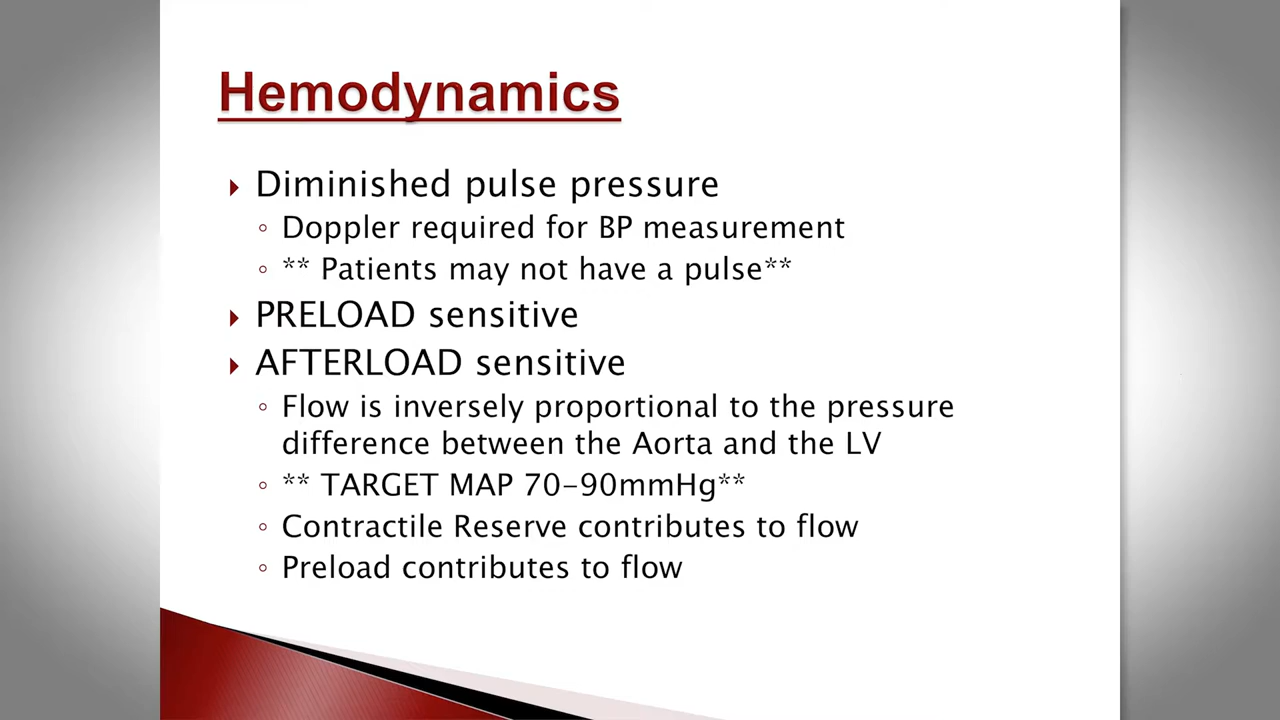 Hemodynamics
Diminished pulse pressure
Doppler required for BP measurement
** Patients may not have a pulse**
PRELOAD sensitive
AFTERLOAD sensitive
Flow is inversely proportional to the pressure
difference between the Aorta and the LV
** TARGET MAP 70-90mmHg**
Contractile Reserve contributes to flow
Preload contributes to flow